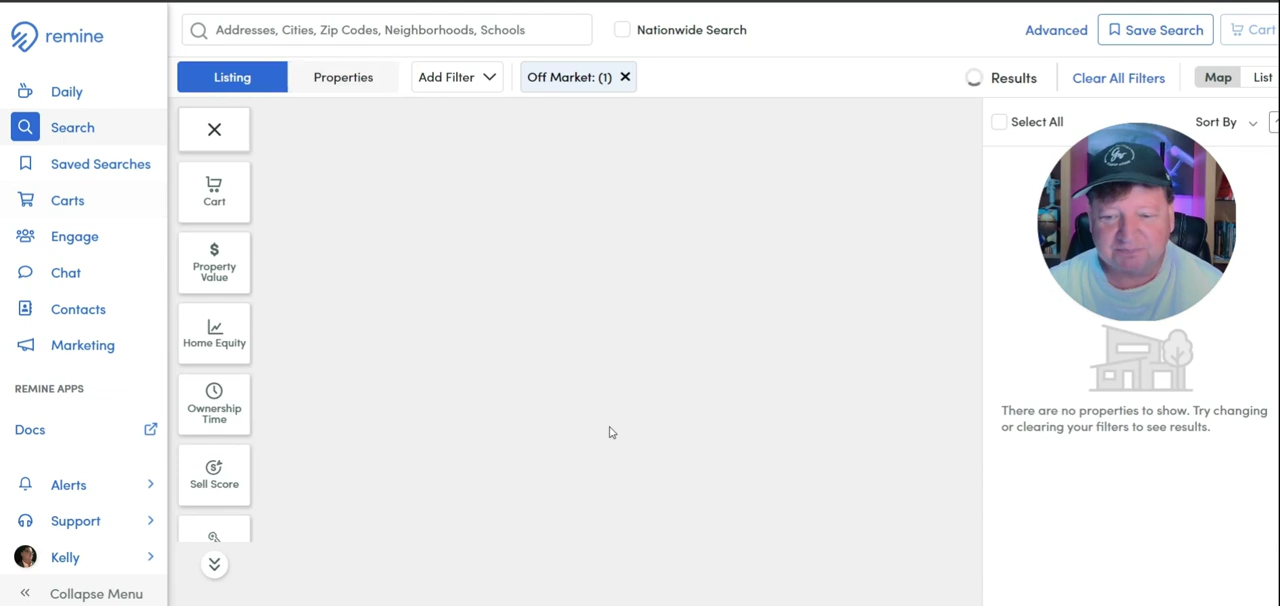 remine
Addresses, Cities, Zip Codes, Neighborhoods, Schools
Nationwide Search
Advanced
Save Search
Cart
Listing
Properties
Add Filter
Off Market: (1)
Results
Clear All Filters
Map
List
Daily
Search
Saved Searches
Carts
Engage
Chat
Contacts
Marketing
REMINE APPS
Docs
Alerts
Support
Kelly
Collapse Menu
Cart
Property
Value
Home Equity
Ownership
Time
Sell Score
Select All
Sort By
There are no properties to show. Try changing
or clearing your filters to see results.